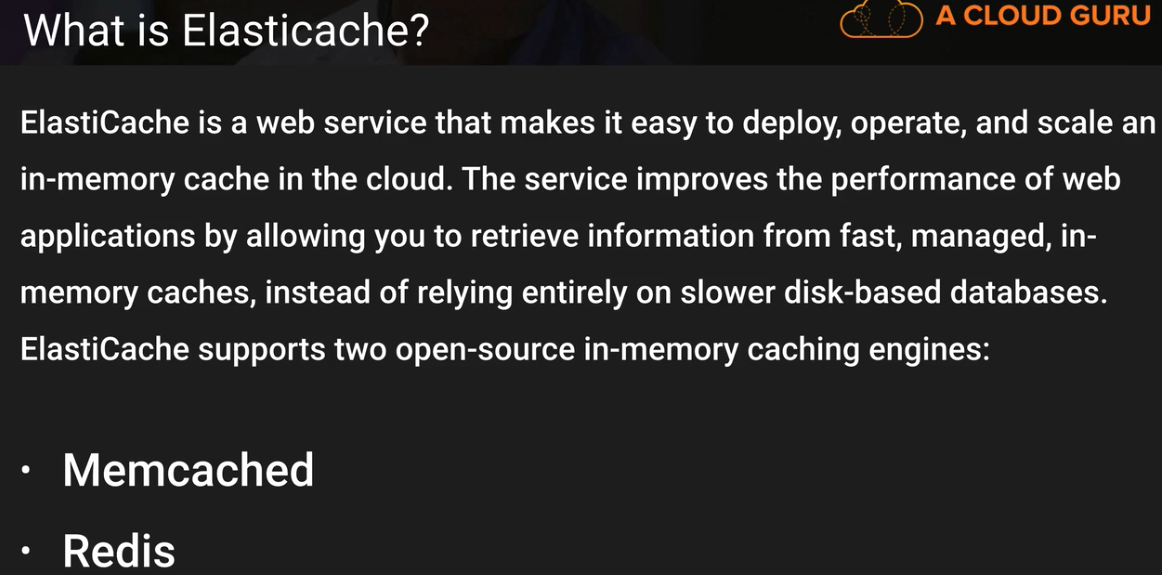 What is Elasticache?
A CLOUD GURU
ElastiCache is a web service that makes it easy to deploy, operate, and scale an
in-memory cache in the cloud. The service improves the performance of web
applications by allowing you to retrieve information from fast, managed, in-
memory caches, instead of relying entirely on slower disk-based databases.
ElastiCache supports two open-source in-memory caching engines:
• Memcached
• Redis